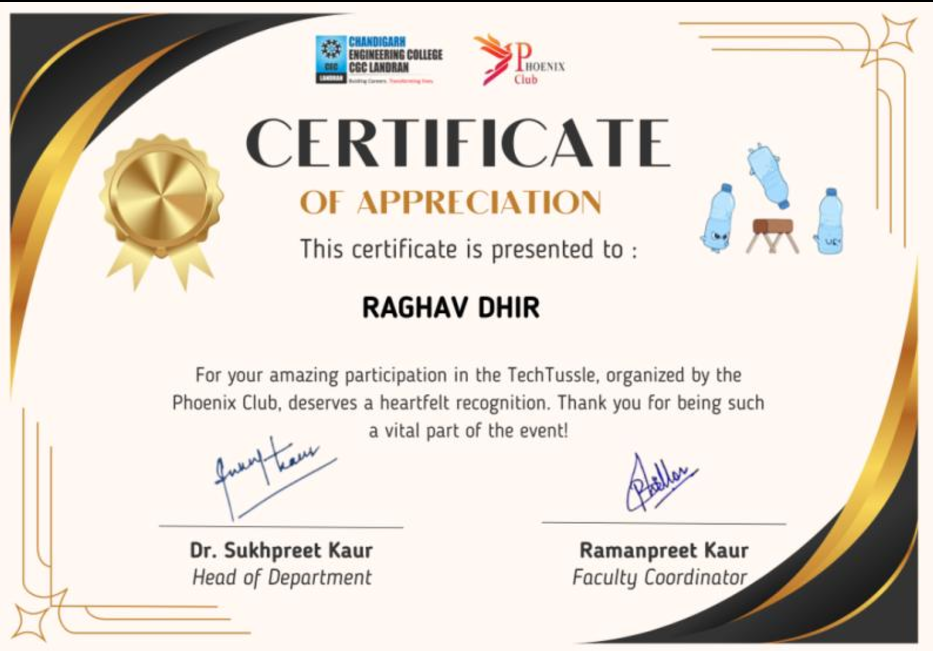 CHANDIGARH
ENGINEERING COLLEGE
CGC LANDRAN
CEC
LANDRAN
Building Careers. Transforming lives.
PHOENIX
Club
CERTIFICATE
OF APPRECIATION
This certificate is presented to :
RAGHAV DHIR
For your amazing participation in the TechTussle, organized by the
Phoenix Club, deserves a heartfelt recognition. Thank you for being such
a vital part of the event!
Dr. Sukhpreet Kaur
Head of Department
Ramanpreet Kaur
Faculty Coordinator